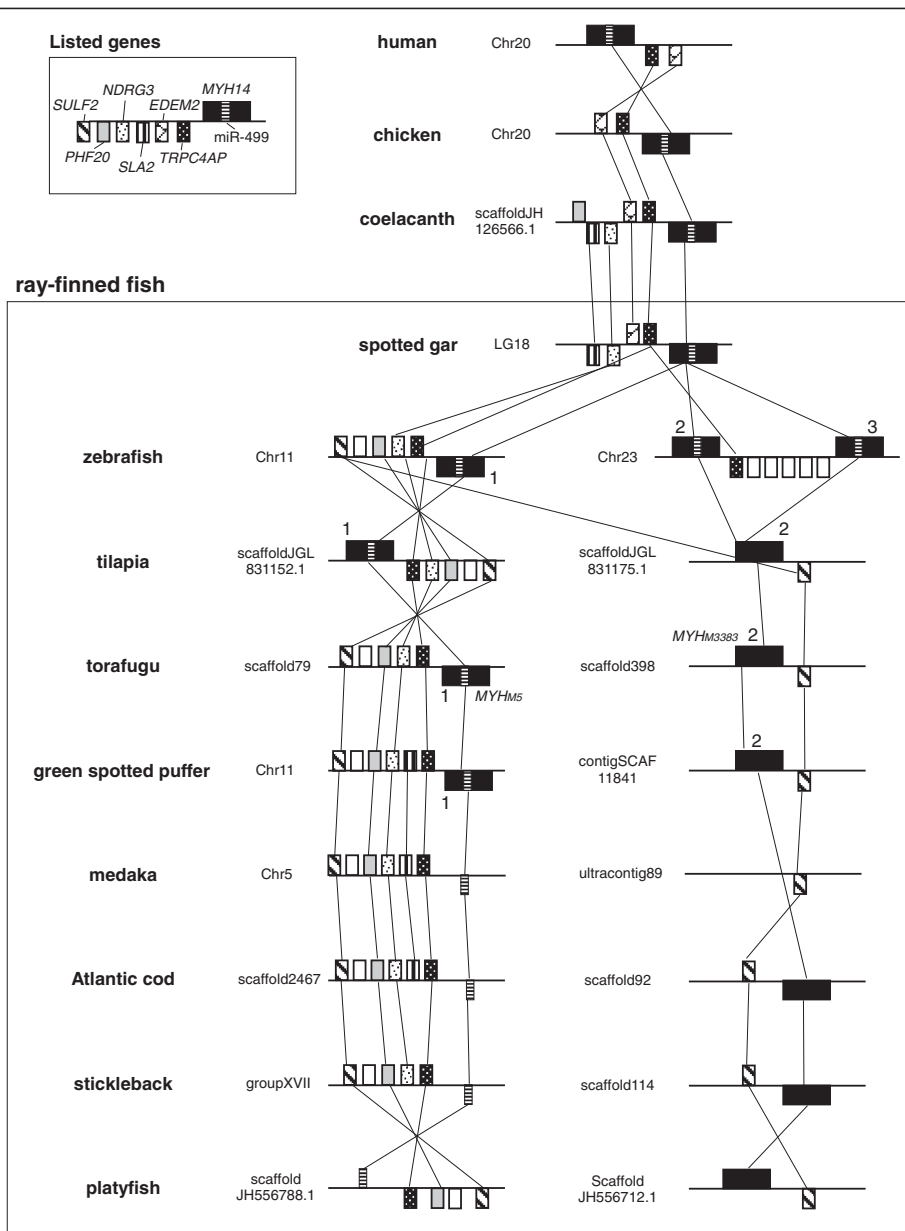 Listed genes
NDRG3
MYH14
SULF2
EDEM2
miR-499
PHF20
TRPC4AP
SLA2
human
Chr20
chicken
Chr20
coelacanth
scaffoldJH
126566.1
ray-finned fish
spotted gar
LG18
2
3
zebrafish
Chr11
Chr23
1
1
2
tilapia
scaffoldJGL
831152.1
scaffoldJGL
831175.1
MYHM3383
2
torafugu
scaffold79
scaffold398
1
MYHM5
2
green spotted puffer
Chr11
contigSCAF
11841
1
medaka
Chr5
ultracontig89
Atlantic cod
scaffold2467
scaffold92
stickleback
groupXVII
scaffold114
platyfish
scaffold
JH556788.1
Scaffold
JH556712.1